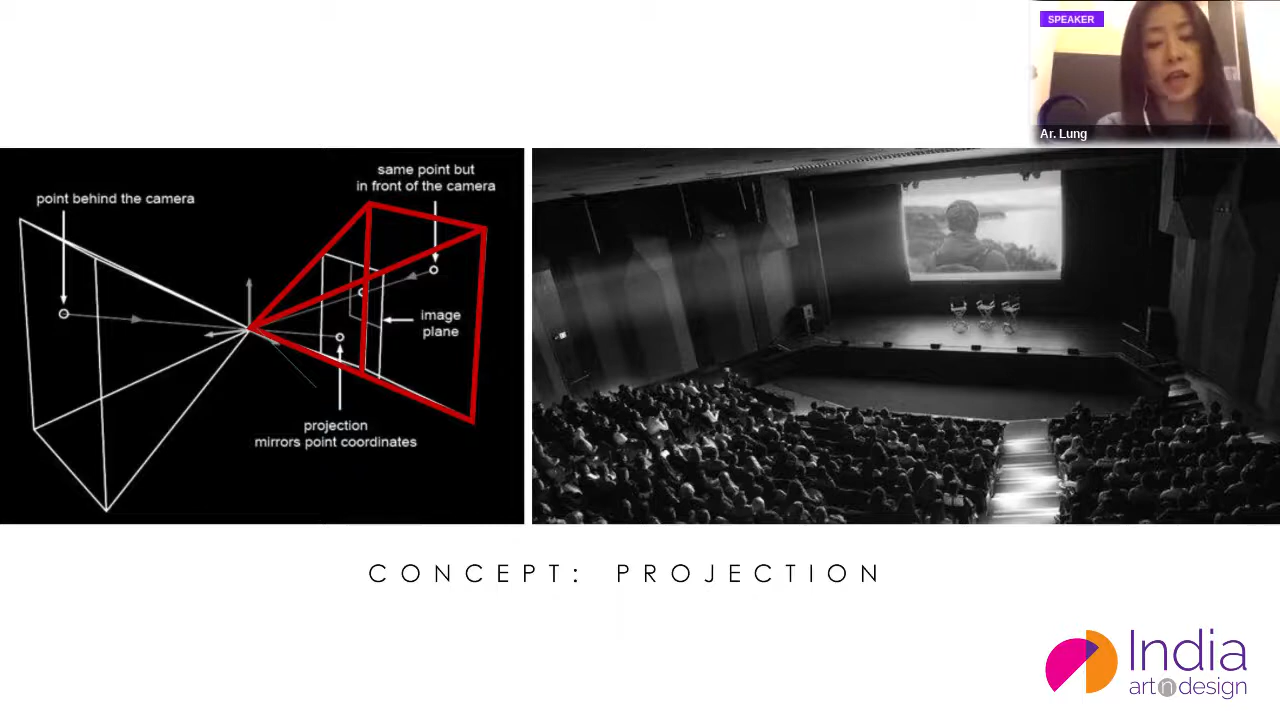 SPEAKER
Ar. Lung
same point but
in front of the camera
point behind the camera
image
plane
projection
mirrors point coordinates
CONCEPT: PROJECTION
India
art n design